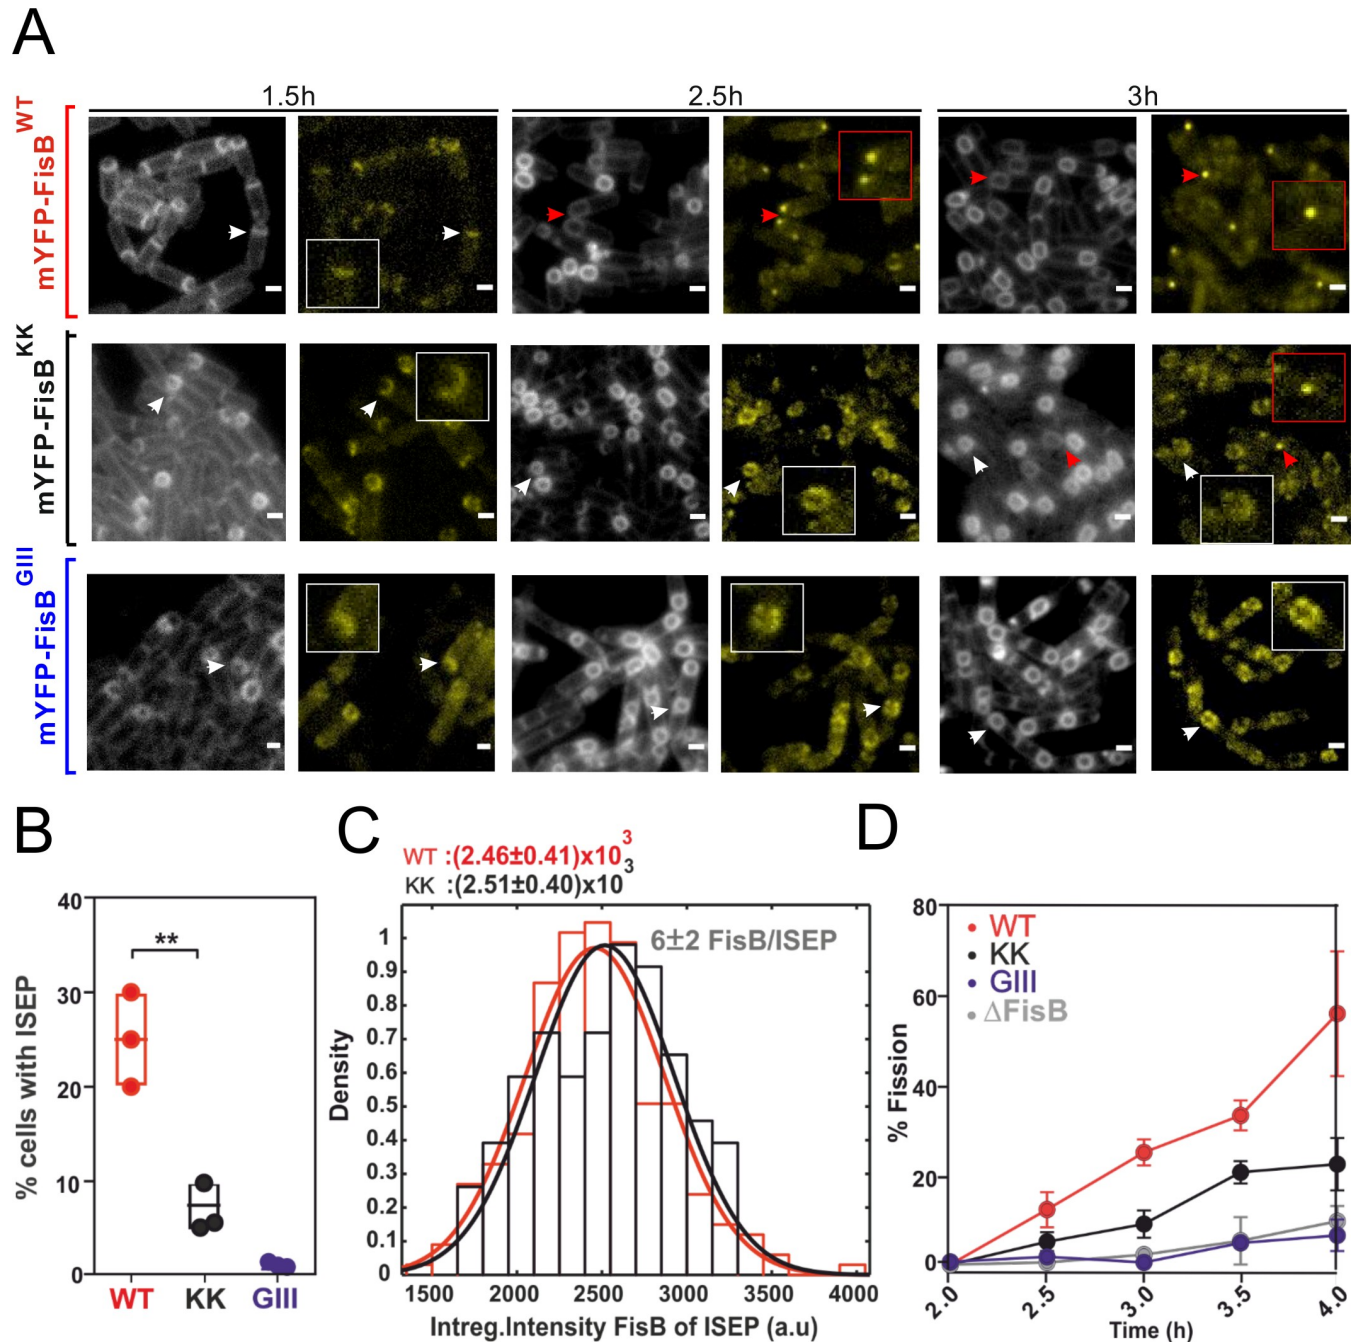 A
1.5h
2.5h
3h
mYFP-FisB WT
mYFP-FisB KK
mYFP-FisB GIII
B
% cells with ISEP
40
30
20
10
0
**
WT
KK
GIII
C
WT :(2.46±0.41)x10 3
KK :(2.51±0.40)x10 3
6±2 FisB/ISEP
Density
1
0.9
0.8
0.7
0.6
0.5
0.4
0.3
0.2
0.1
0
1500 2000 2500 3000 3500 4000
Intreg.Intensity FisB of ISEP (a.u)
D
% Fission
80
60
40
20
0
WT
KK
GIII
ΔFisB
2.0 2.5 3.0 3.5 4.0
Time (h)